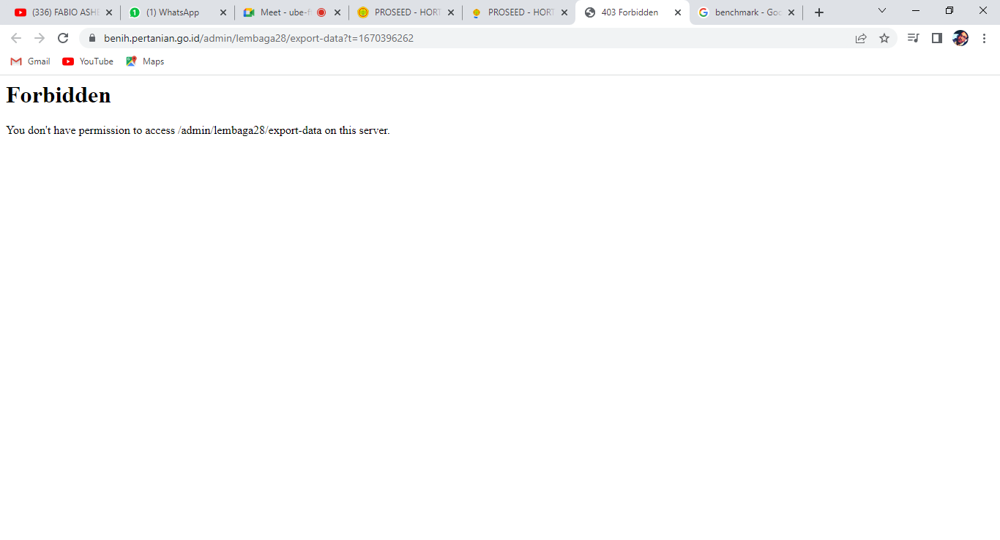 (336) FABIO ASHE
(1) WhatsApp
Meet - ube-f
PROSEED - HORT
PROSEED - HORT
403 Forbidden
benchmark - Goo
benih.pertanian.go.id/admin/lembaga28/export-data?t=1670396262
Gmail
YouTube
Maps
Forbidden
You don't have permission to access /admin/lembaga28/export-data on this server.